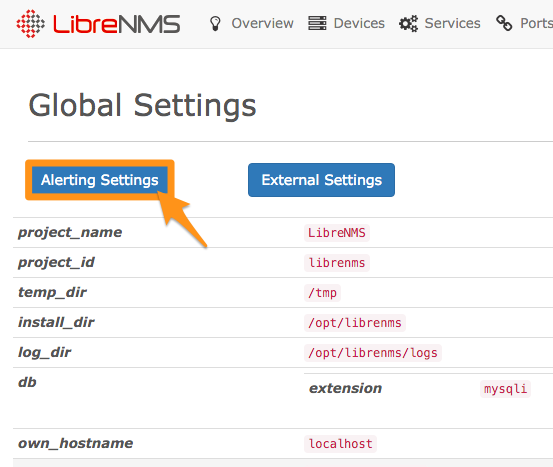 LibreNMS Overview Devices Services Ports
Global Settings
Alerting Settings External Settings
project_name LibreNMS
project_id librenms
temp_dir /tmp
install_dir /opt/librenms
log_dir /opt/librenms/logs
db extension mysqli
own_hostname localhost